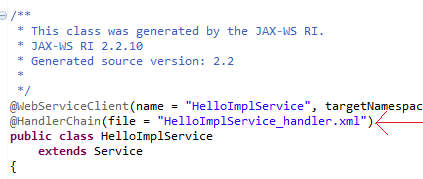 /**
* This class was generated by the JAX-WS RI.
* JAX-WS RI 2.2.10
* Generated source version: 2.2
*
*/
@WebServiceClient(name = "HelloImplService", targetNamespac
@HandlerChain(file = "HelloImplService_handler.xml")
public class HelloImplService
extends Service
{